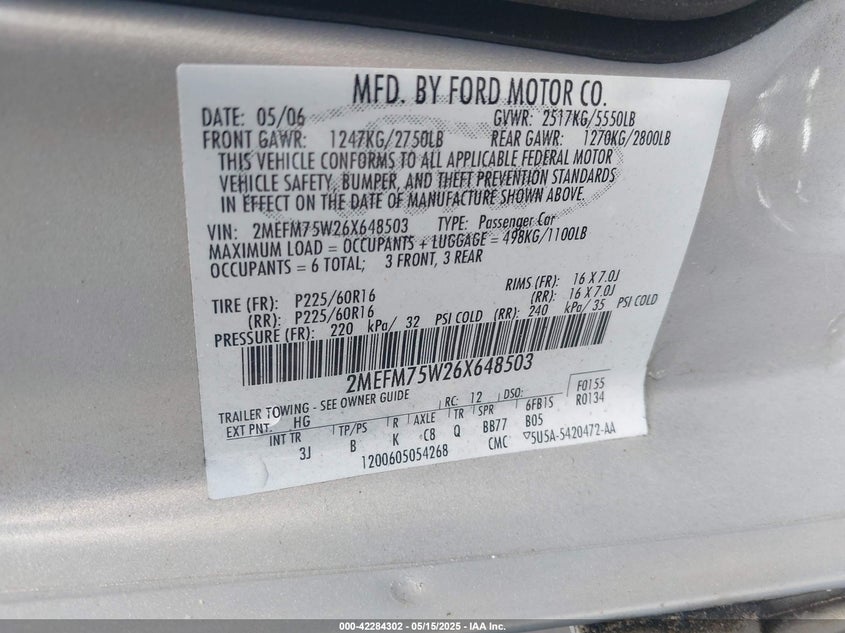 MFD. BY FORD MOTOR CO.
DATE: 05/06 GVWR: 2517KG/5550LB
FRONT GAWR: 1247KG/2750LB REAR GAWR: 1270KG/2800LB
THIS VEHICLE CONFORMS TO ALL APPLICABLE FEDERAL MOTOR
VEHICLE SAFETY, BUMPER, AND THEFT PREVENTION STANDARDS
IN EFFECT ON THE DATE OF MANUFACTURE SHOWN ABOVE.
VIN: 2MEFM75W26X648503 TYPE: Passenger Car
MAXIMUM LOAD = OCCUPANTS + LUGGAGE = 498KG/1100LB
OCCUPANTS = 6 TOTAL; 3 FRONT, 3 REAR
TIRE (FR): P225/60R16 RIMS (FR): 16 X 7.0J
(RR): P225/60R16 (RR): 16 X 7.0J
PRESSURE (FR): 220 kPa/ 32 PSI COLD (RR): 240 kPa/ 35 PSI COLD
2MEFM75W26X648503
TRAILER TOWING - SEE OWNER GUIDE RC: 12 DSO: F0155
EXT PNT: HG 6FB1S R0134
INT TR TP/PS R AXLE TR SPR B05
3J B K C8 Q BB77
1200605054268 CMC ▽5U5A-5420472-AA
000-42284302 - 05/15/2025 - IAA Inc.